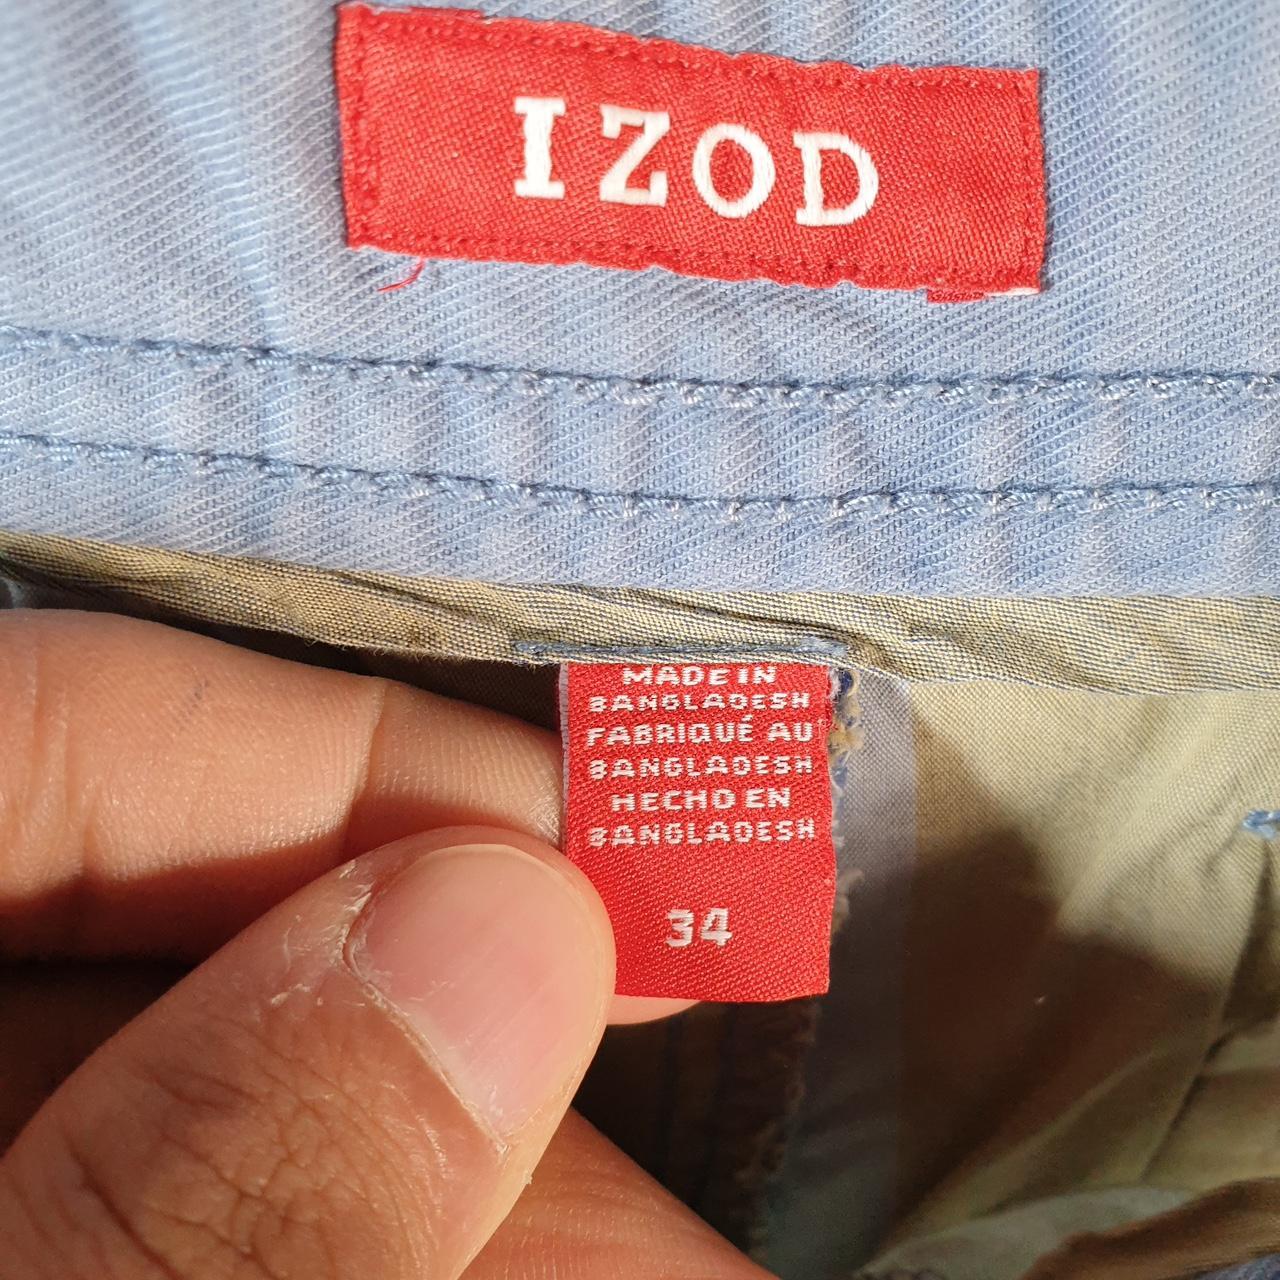 IZOD
MADE IN
BANGLADESH
FABRIQUÉ AU
BANGLADESH
HECHO EN
BANGLADESH
34